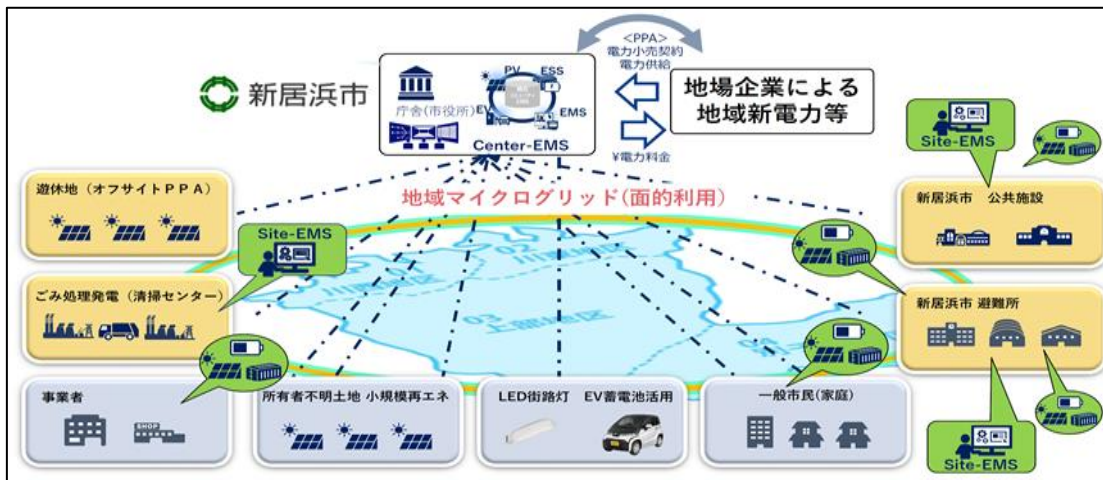 <PPA>
電力小売契約
電力供給
新居浜市
PV
ESS
EV
EMS
庁舎(市役所)
Center-EMS
地場企業による
地域新電力等
¥電力料金
Site-EMS
遊休地(オフサイトPPA)
地域マイクログリッド(面的利用)
新居浜市 公共施設
Site-EMS
ごみ処理発電(清掃センター)
02
03
上部地区
新居浜市 避難所
事業者
SHOP
所有者不明土地 小規模再エネ
LED街路灯 EV蓄電池活用
一般市民(家庭)
Site-EMS